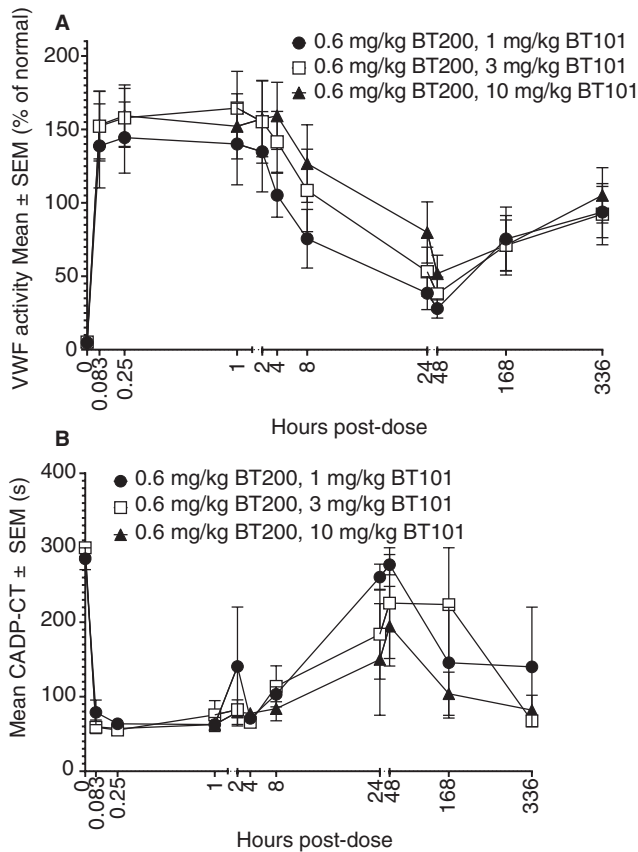 A
VWF activity Mean ± SEM (% of normal)
200
150
100
50
0
● 0.6 mg/kg BT200, 1 mg/kg BT101
□ 0.6 mg/kg BT200, 3 mg/kg BT101
▲ 0.6 mg/kg BT200, 10 mg/kg BT101
0 0.083 0.25 1 2 4 8 24 48 168 336
Hours post-dose
B
Mean CADP-CT ± SEM (s)
400
300
200
100
0
● 0.6 mg/kg BT200, 1 mg/kg BT101
□ 0.6 mg/kg BT200, 3 mg/kg BT101
▲ 0.6 mg/kg BT200, 10 mg/kg BT101
0 0.083 0.25 1 2 4 8 24 48 168 336
Hours post-dose